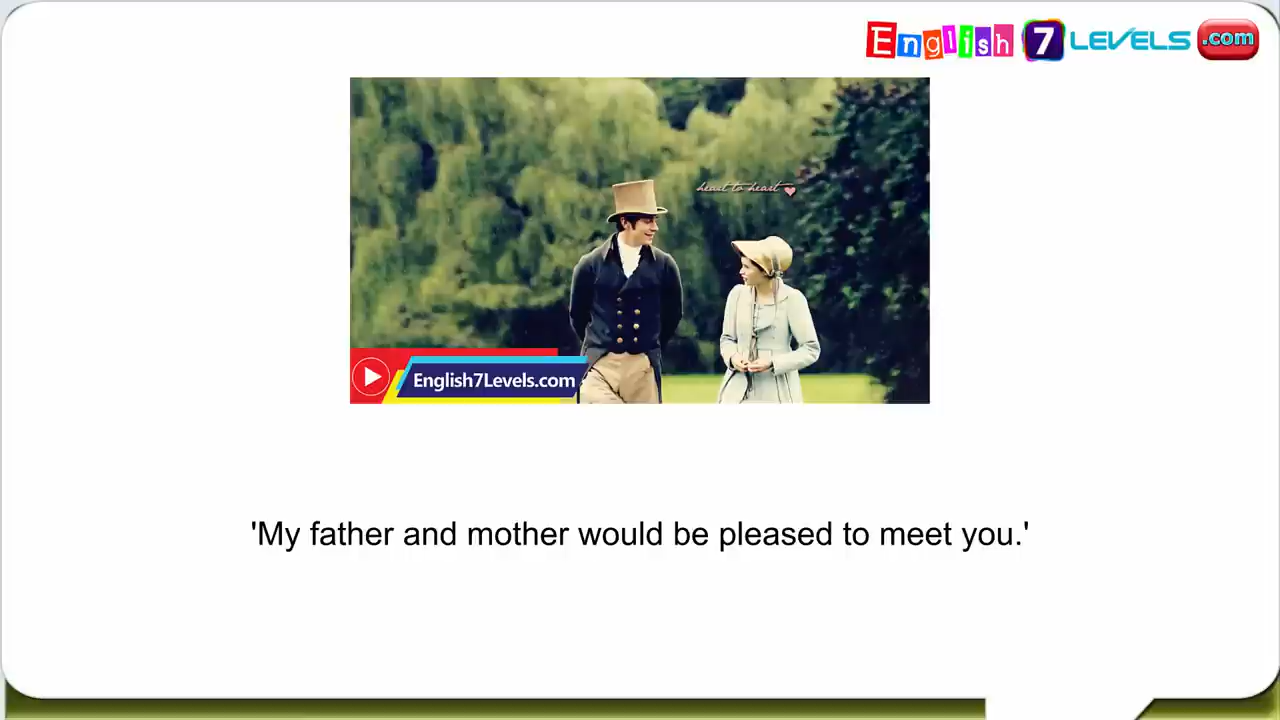 English 7 LEVELS .com
heart to heart
English7Levels.com
'My father and mother would be pleased to meet you.'